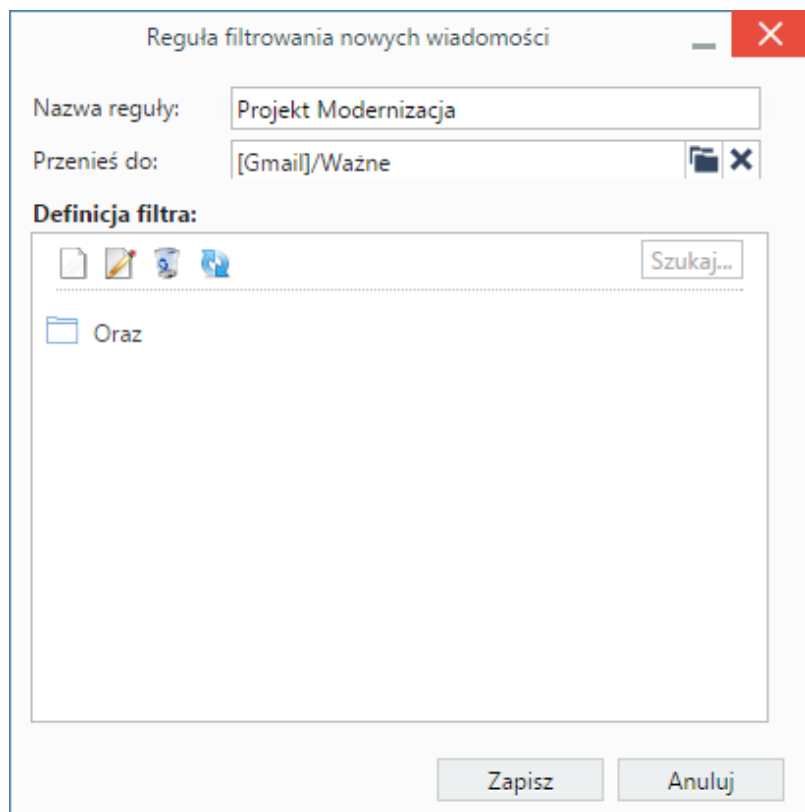 Reguła filtrowania nowych wiadomości
Nazwa reguły: Projekt Modernizacja
Przenieś do: [Gmail]/Ważne
Definicja filtra:
Szukaj...
Oraz
Zapisz Anuluj